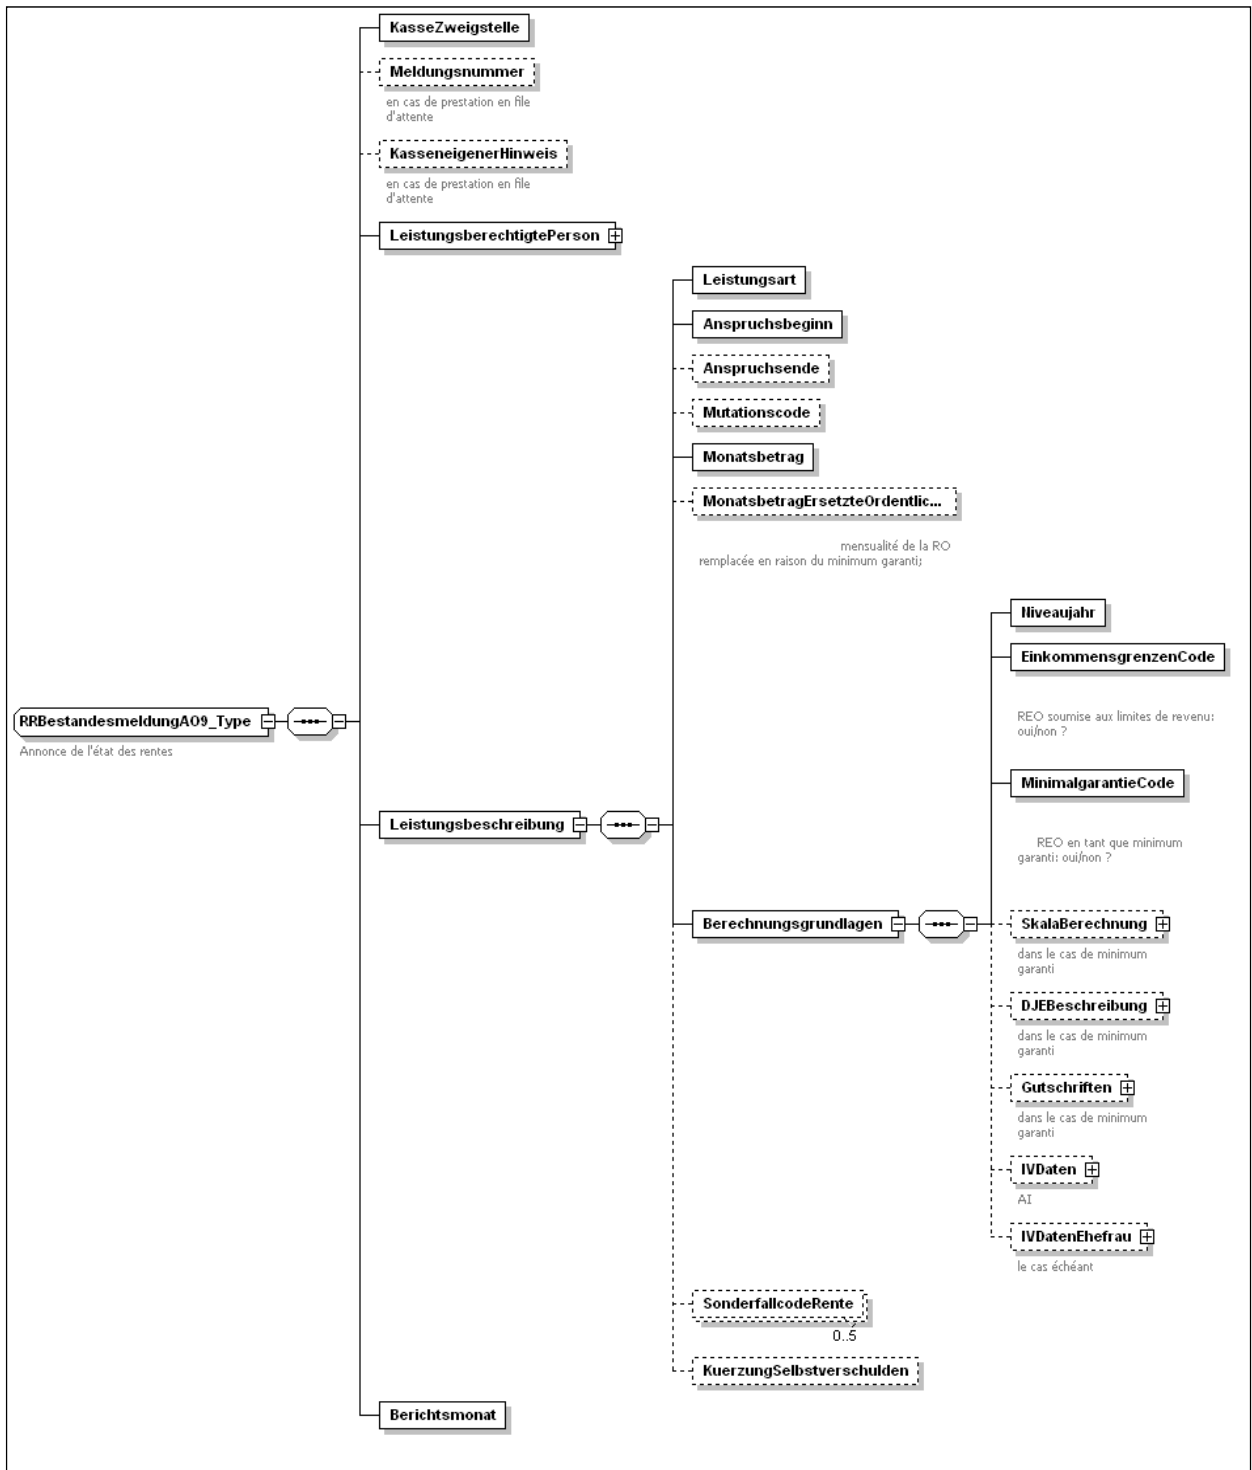 KasseZweigstelle
Meldungsnummer
en cas de prestation en file
d'attente
KasseneigenerHinweis
en cas de prestation en file
d'attente
LeistungsberechtigtePerson
Leistungsart
Anspruchsbeginn
Anspruchsende
Mutationscode
Monatsbetrag
MonatsbetragErsetzteOrdentlic...
mensualité de la RO
remplacée en raison du minimum garanti;
Niveaujahr
EinkommensgrenzenCode
REO soumise aux limites de revenu:
oui/non ?
RRBestandesmeldungAO9_Type
Annonce de l'état des rentes
MinimalgarantieCode
REO en tant que minimum
garanti: oui/non ?
Leistungsbeschreibung
Berechnungsgrundlagen
SkalaBerechnung
dans le cas de minimum
garanti
DJEBeschreibung
dans le cas de minimum
garanti
Gutschriften
dans le cas de minimum
garanti
IVDaten
AI
IVDatenEhefrau
le cas échéant
SonderfallcodeRente
0..5
KuerzungSelbstverschulden
Berichtsmonat